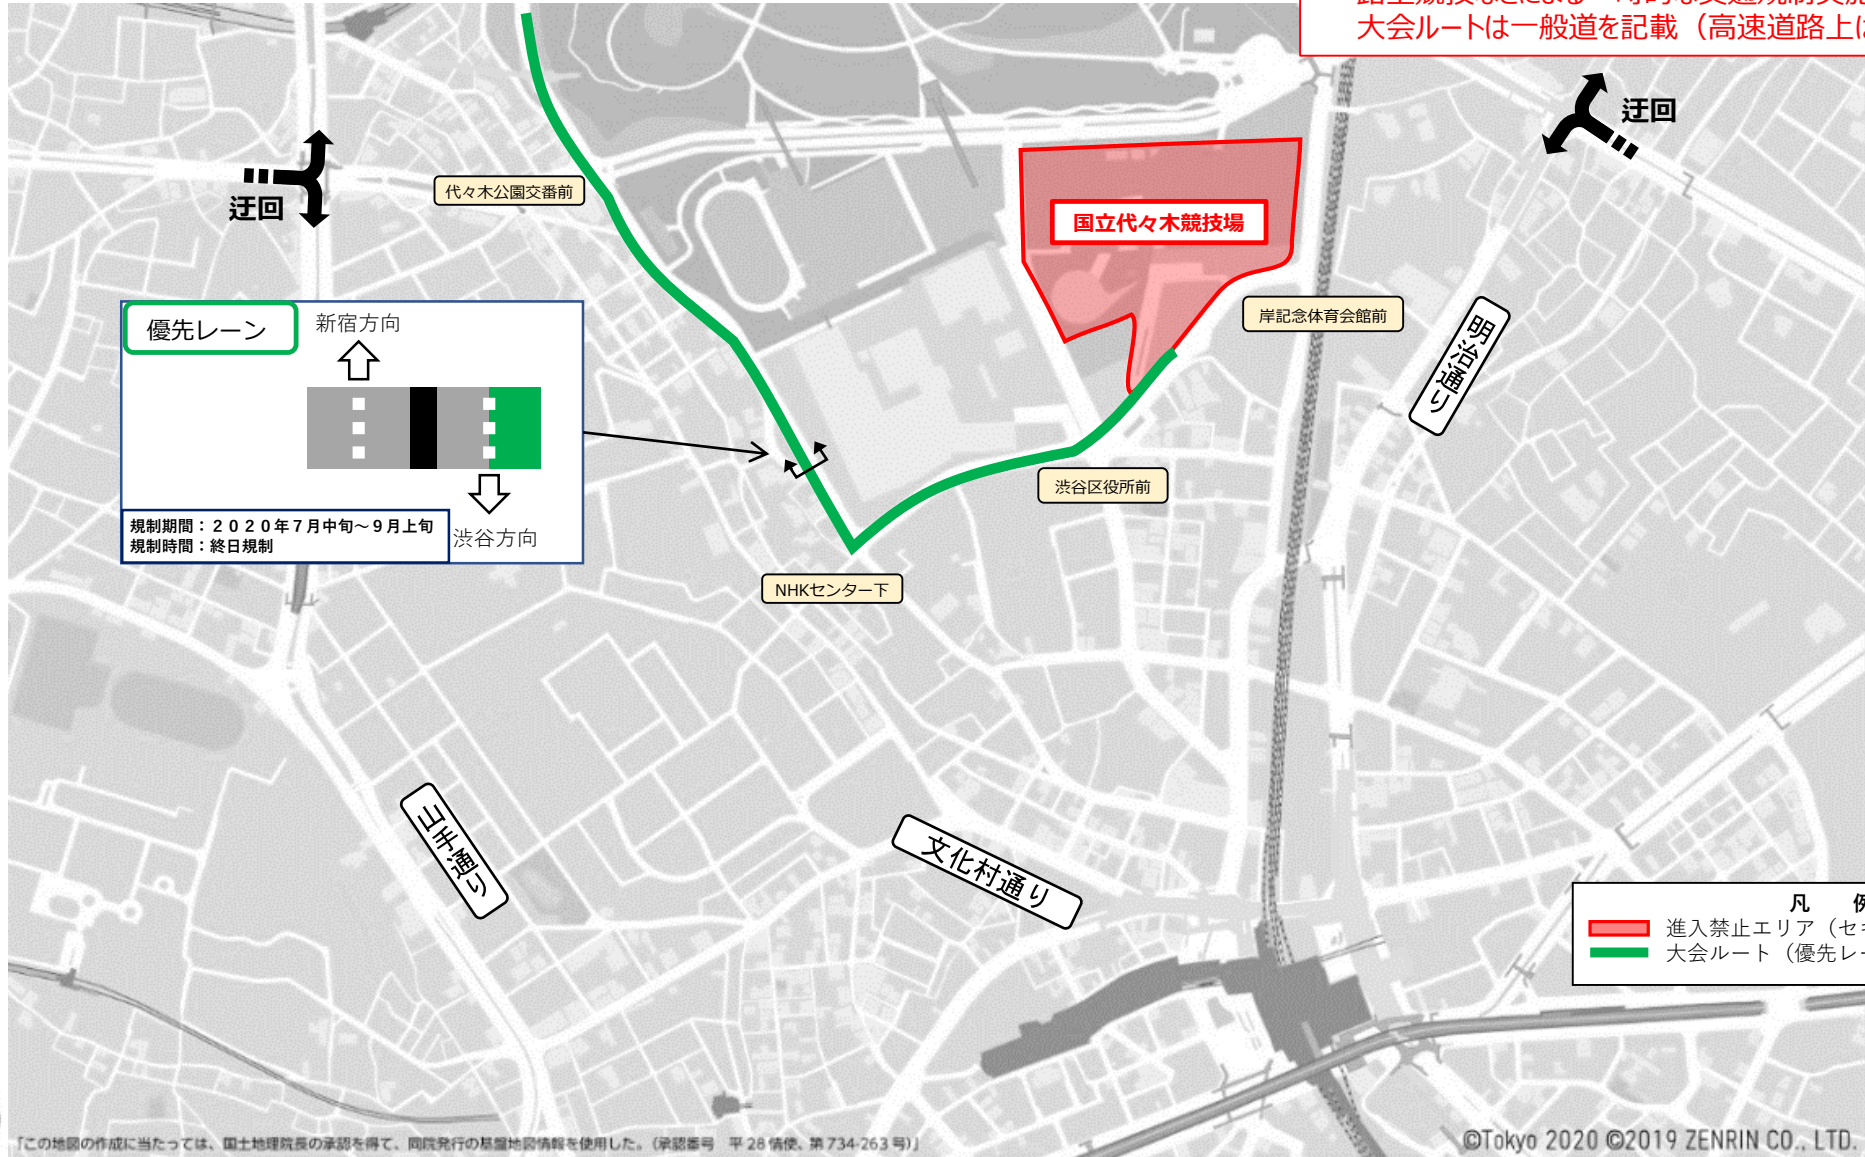 大会ルートは一般道を記載（高速道路上は
迂回
迂回
代々木公園交番前
国立代々木競技場
岸記念体育会館前
明治通り
優先レーン
新宿方向
渋谷方向
規制期間：２０２０年７月中旬～９月上旬
規制時間：終日規制
渋谷区役所前
NHKセンター下
山手通り
文化村通り
凡　例
進入禁止エリア（セキ
大会ルート（優先レー
「この地図の作成に当たっては、国土地理院長の承認を得て、同院発行の基盤地図情報を使用した。（承認番号　平28情使、第734-263号）」
©Tokyo 2020 ©2019 ZENRIN CO., LTD.